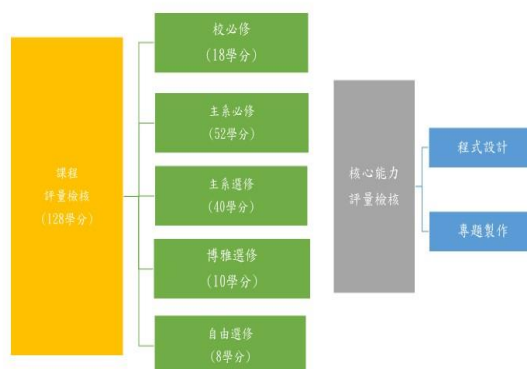 課程
評量檢核
(128學分)
校必修
(18學分)
主系必修
(52學分)
主系選修
(40學分)
博雅選修
(10學分)
自由選修
(8學分)
核心能力
評量檢核
程式設計
專題製作